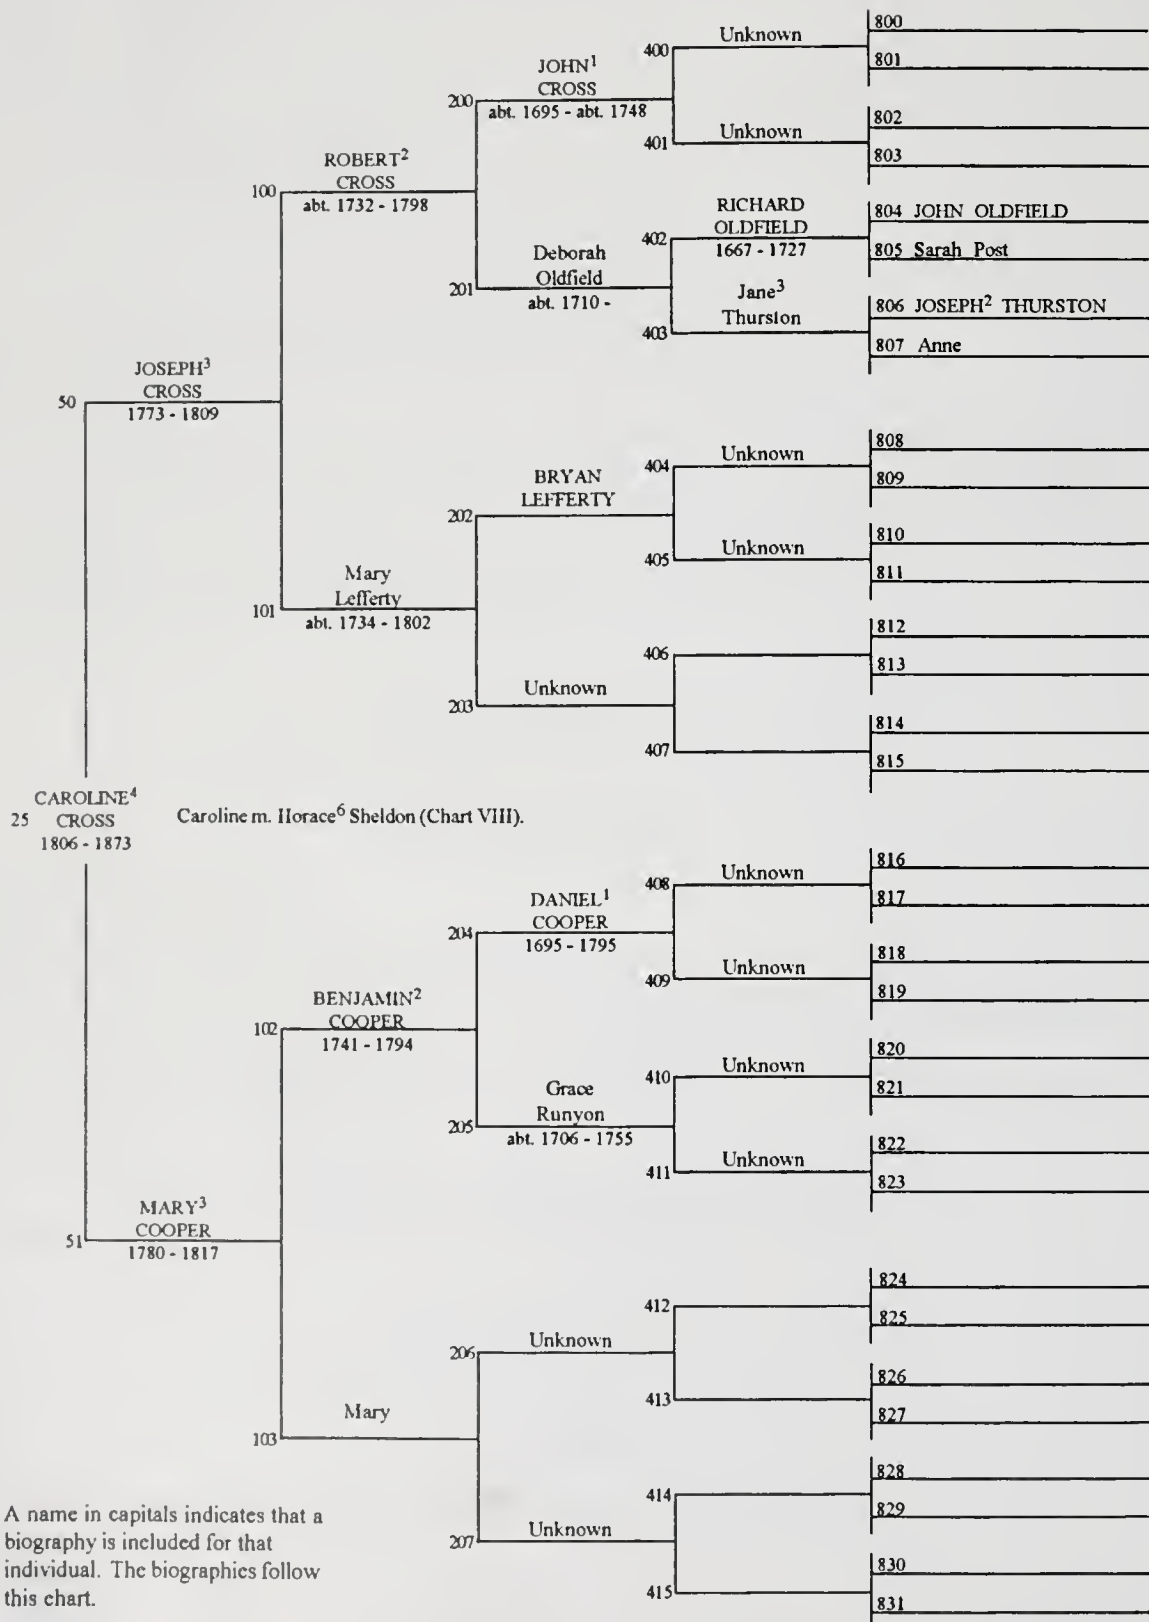 800
Unknown
400
801
JOHN¹
CROSS
200
abt. 1695 - abt. 1748
802
Unknown
401
803
ROBERT²
CROSS
100
abt. 1732 - 1798
RICHARD
OLDFIELD
402
1667 - 1727
804 JOHN OLDFIELD
805 Sarah Post
Deborah
Oldfield
201
abt. 1710 -
Jane³
Thurston
403
806 JOSEPH² THURSTON
807 Anne
JOSEPH³
CROSS
50
1773 - 1809
808
Unknown
404
809
BRYAN
LEFFERTY
202
810
Unknown
405
811
Mary
Lefferty
101
abt. 1734 - 1802
812
406
813
Unknown
203
814
407
815
CAROLINE⁴
25 CROSS
1806 - 1873
Caroline m. Horace⁶ Sheldon (Chart VIII).
816
Unknown
408
817
DANIEL¹
COOPER
204
1695 - 1795
818
Unknown
409
819
BENJAMIN²
COOPER
102
1741 - 1794
820
Unknown
410
821
Grace
Runyon
205
abt. 1706 - 1755
822
Unknown
411
823
MARY³
COOPER
51
1780 - 1817
824
412
825
Unknown
206
826
413
827
Mary
103
828
414
829
Unknown
207
830
415
831
A name in capitals indicates that a
biography is included for that
individual. The biographies follow
this chart.